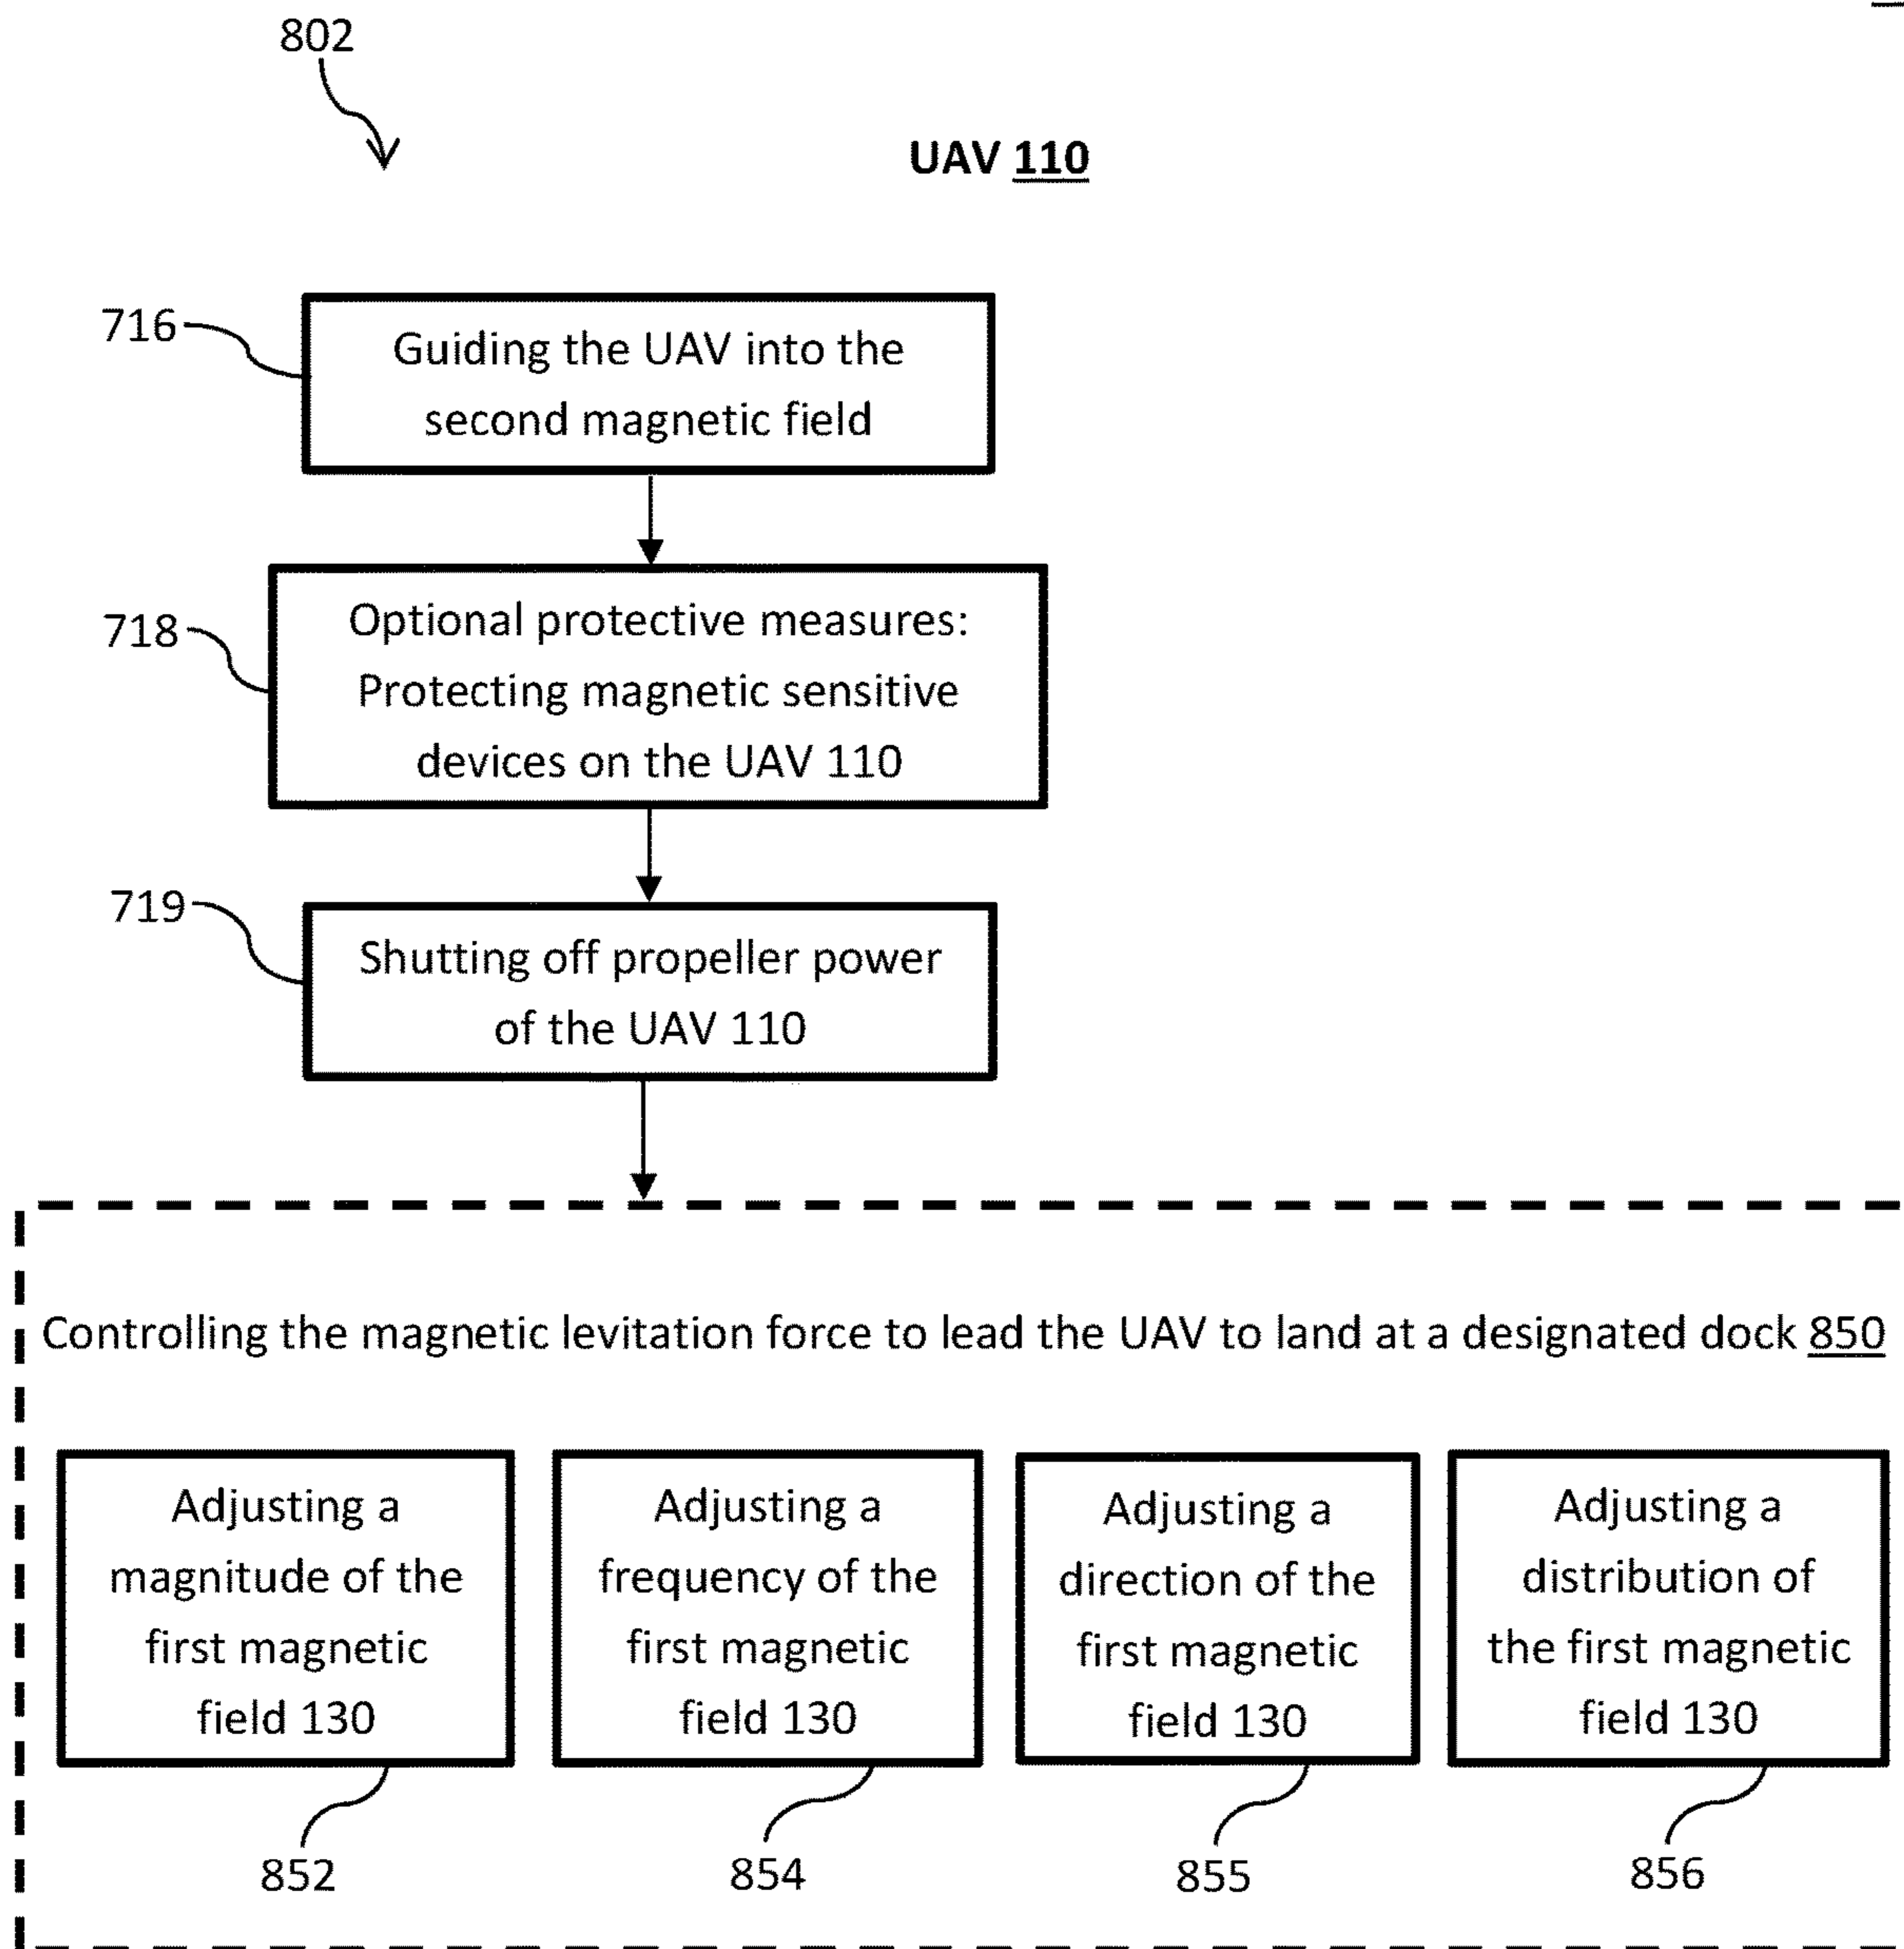 802
UAV 110
716
Guiding the UAV into the
second magnetic field
718
Optional protective measures:
Protecting magnetic sensitive
devices on the UAV 110
719
Shutting off propeller power
of the UAV 110
Controlling the magnetic levitation force to lead the UAV to land at a designated dock 850
Adjusting a
magnitude of the
first magnetic
field 130
Adjusting a
frequency of the
first magnetic
field 130
Adjusting a
direction of the
first magnetic
field 130
Adjusting a
distribution of
the first magnetic
field 130
852
854
855
856